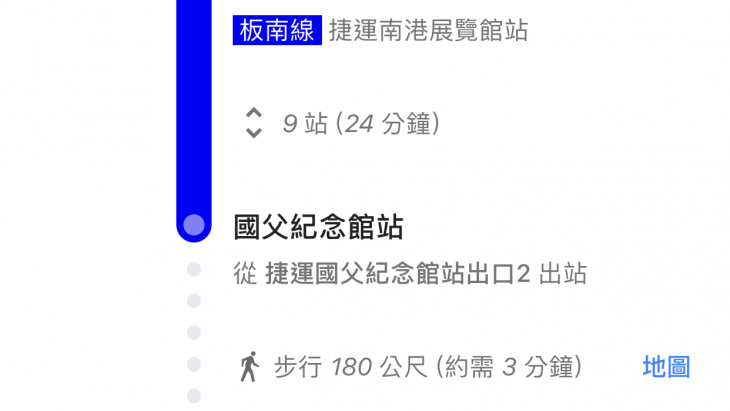 板南線 捷運南港展覽館站
9 站 (24 分鐘)
國父紀念館站
從 捷運國父紀念館站出口2 出站
步行 180 公尺 (約需 3 分鐘) 地圖